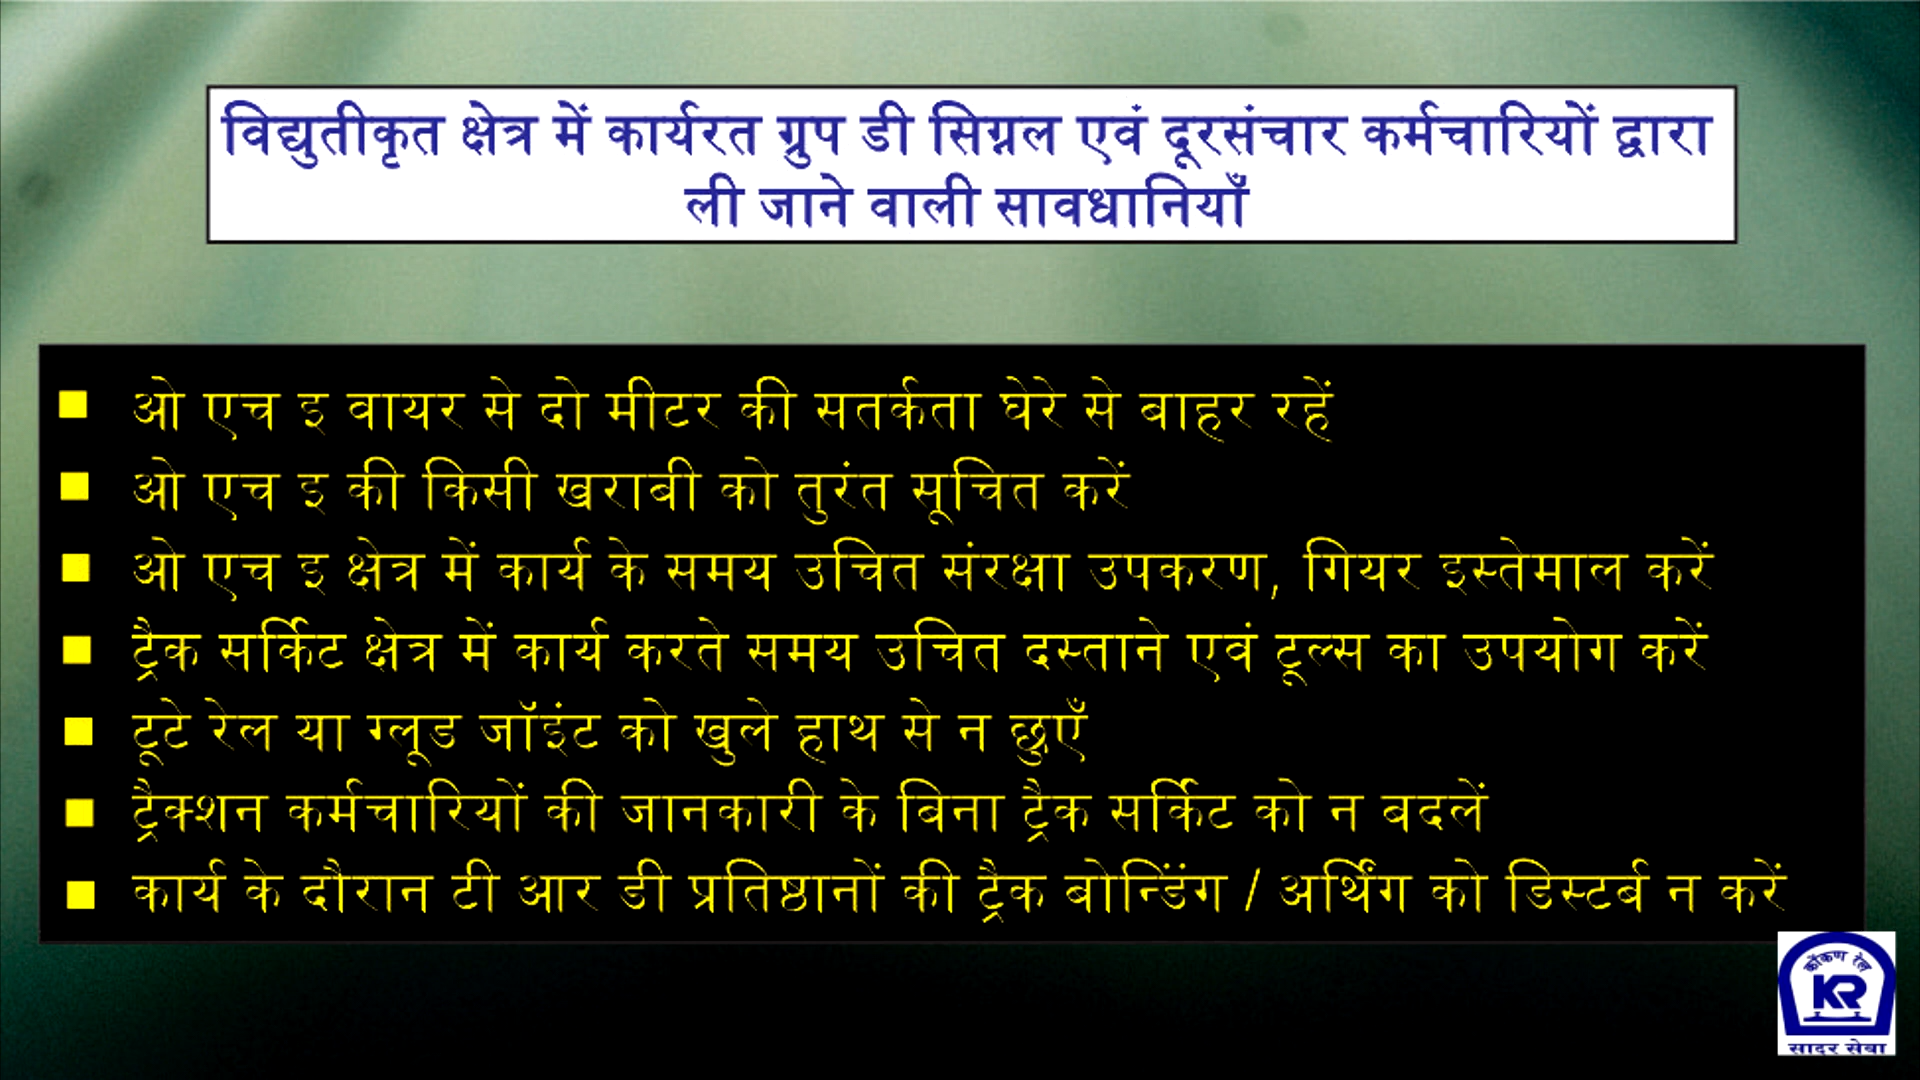 विद्युतीकृत क्षेत्र में कार्यरत ग्रुप डी सिग्नल एवं दूरसंचार कर्मचारियों द्वारा
ली जाने वाली सावधानियाँ
ओ एच इ वायर से दो मीटर की सतर्कता घेरे से बाहर रहें
ओ एच इ की किसी खराबी को तुरंत सूचित करें
ओ एच इ क्षेत्र में कार्य के समय उचित संरक्षा उपकरण, गियर इस्तेमाल करें
ट्रैक सर्किट क्षेत्र में कार्य करते समय उचित दस्ताने एवं टूल्स का उपयोग करें
टूटे रेल या ग्लूड जॉइंट को खुले हाथ से न छुएँ
ट्रैक्शन कर्मचारियों की जानकारी के बिना ट्रैक सर्किट को न बदलें
कार्य के दौरान टी आर डी प्रतिष्ठानों की ट्रैक बोन्डिंग / अर्थिंग को डिस्टर्ब न करें
कोंकण रेल
KR
सादर सेवा